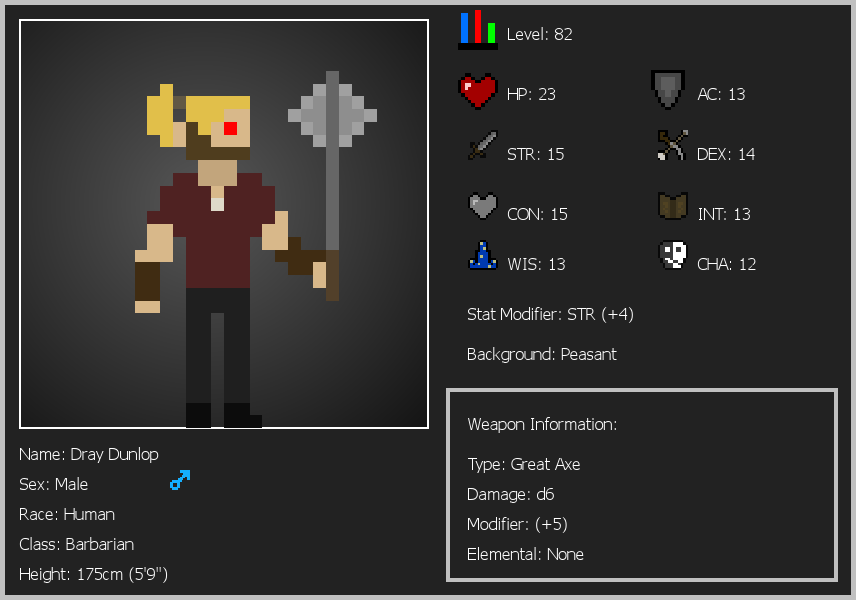 Level: 82
HP: 23
AC: 13
STR: 15
DEX: 14
CON: 15
INT: 13
WIS: 13
CHA: 12
Stat Modifier: STR (+4)
Background: Peasant
Weapon Information:
Type: Great Axe
Damage: d6
Modifier: (+5)
Elemental: None
Name: Dray Dunlop
Sex: Male
Race: Human
Class: Barbarian
Height: 175cm (5'9")